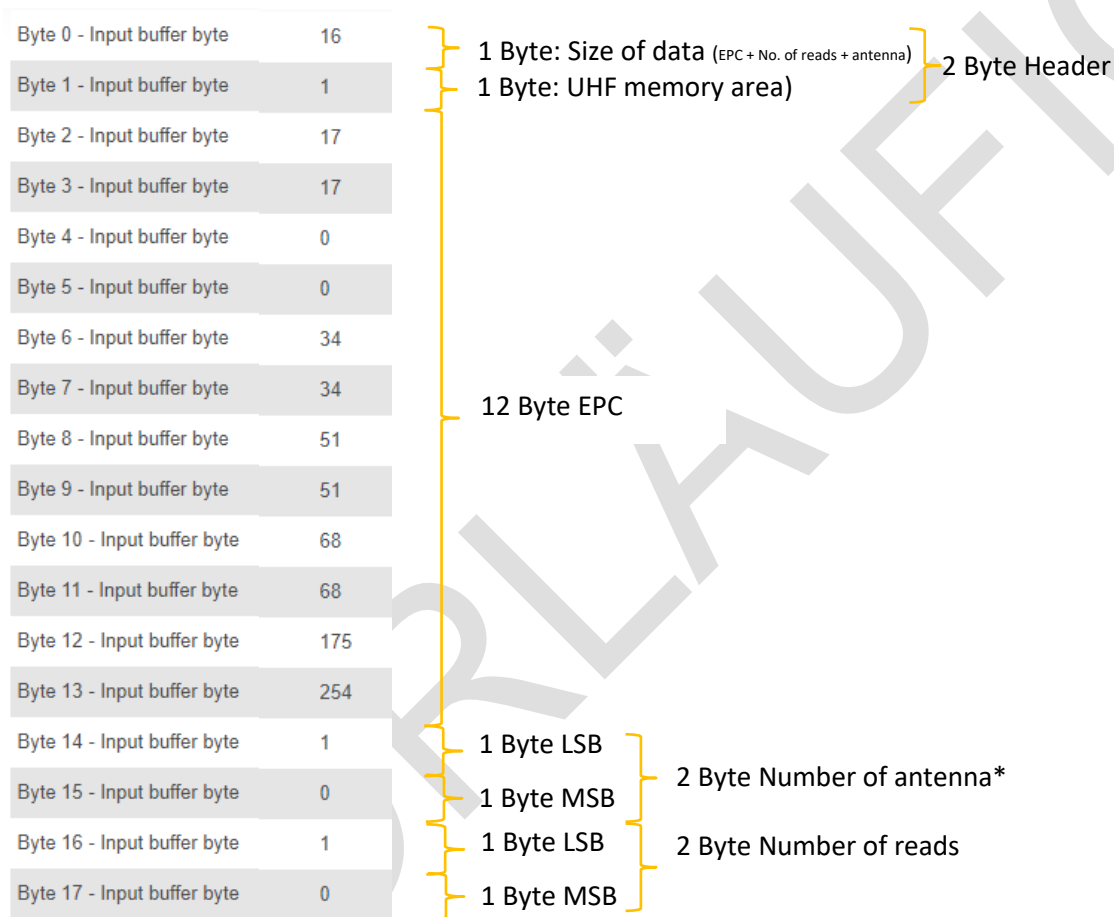 Byte 0 - Input buffer byte 16
1 Byte: Size of data (EPC + No. of reads + antenna)
2 Byte Header
Byte 1 - Input buffer byte 1
1 Byte: UHF memory area)
Byte 2 - Input buffer byte 17
Byte 3 - Input buffer byte 17
Byte 4 - Input buffer byte 0
Byte 5 - Input buffer byte 0
Byte 6 - Input buffer byte 34
Byte 7 - Input buffer byte 34
12 Byte EPC
Byte 8 - Input buffer byte 51
Byte 9 - Input buffer byte 51
Byte 10 - Input buffer byte 68
Byte 11 - Input buffer byte 68
Byte 12 - Input buffer byte 175
Byte 13 - Input buffer byte 254
Byte 14 - Input buffer byte 1
1 Byte LSB
2 Byte Number of antenna*
Byte 15 - Input buffer byte 0
1 Byte MSB
Byte 16 - Input buffer byte 1
1 Byte LSB
2 Byte Number of reads
Byte 17 - Input buffer byte 0
1 Byte MSB